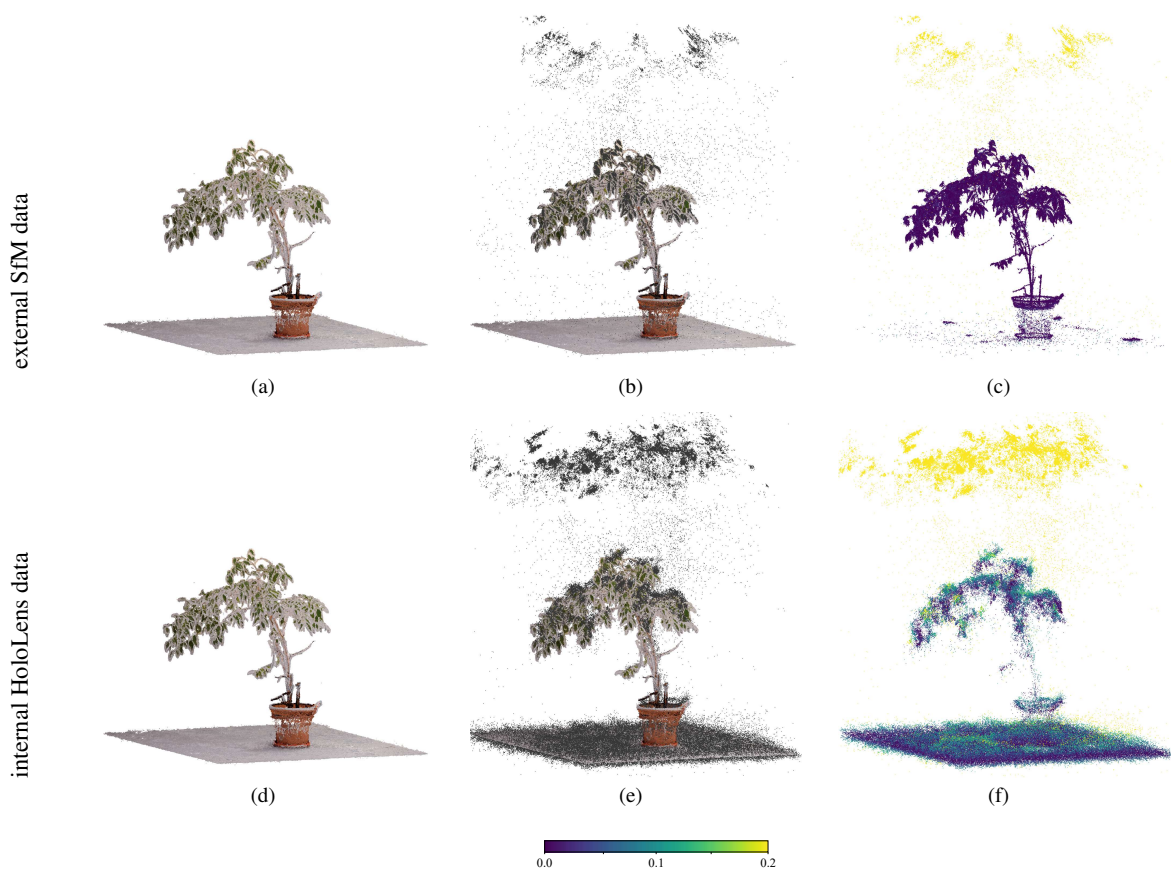 external SfM data
(a)
(b)
(c)
internal HoloLens data
(d)
(e)
(f)
0.0
0.1
0.2